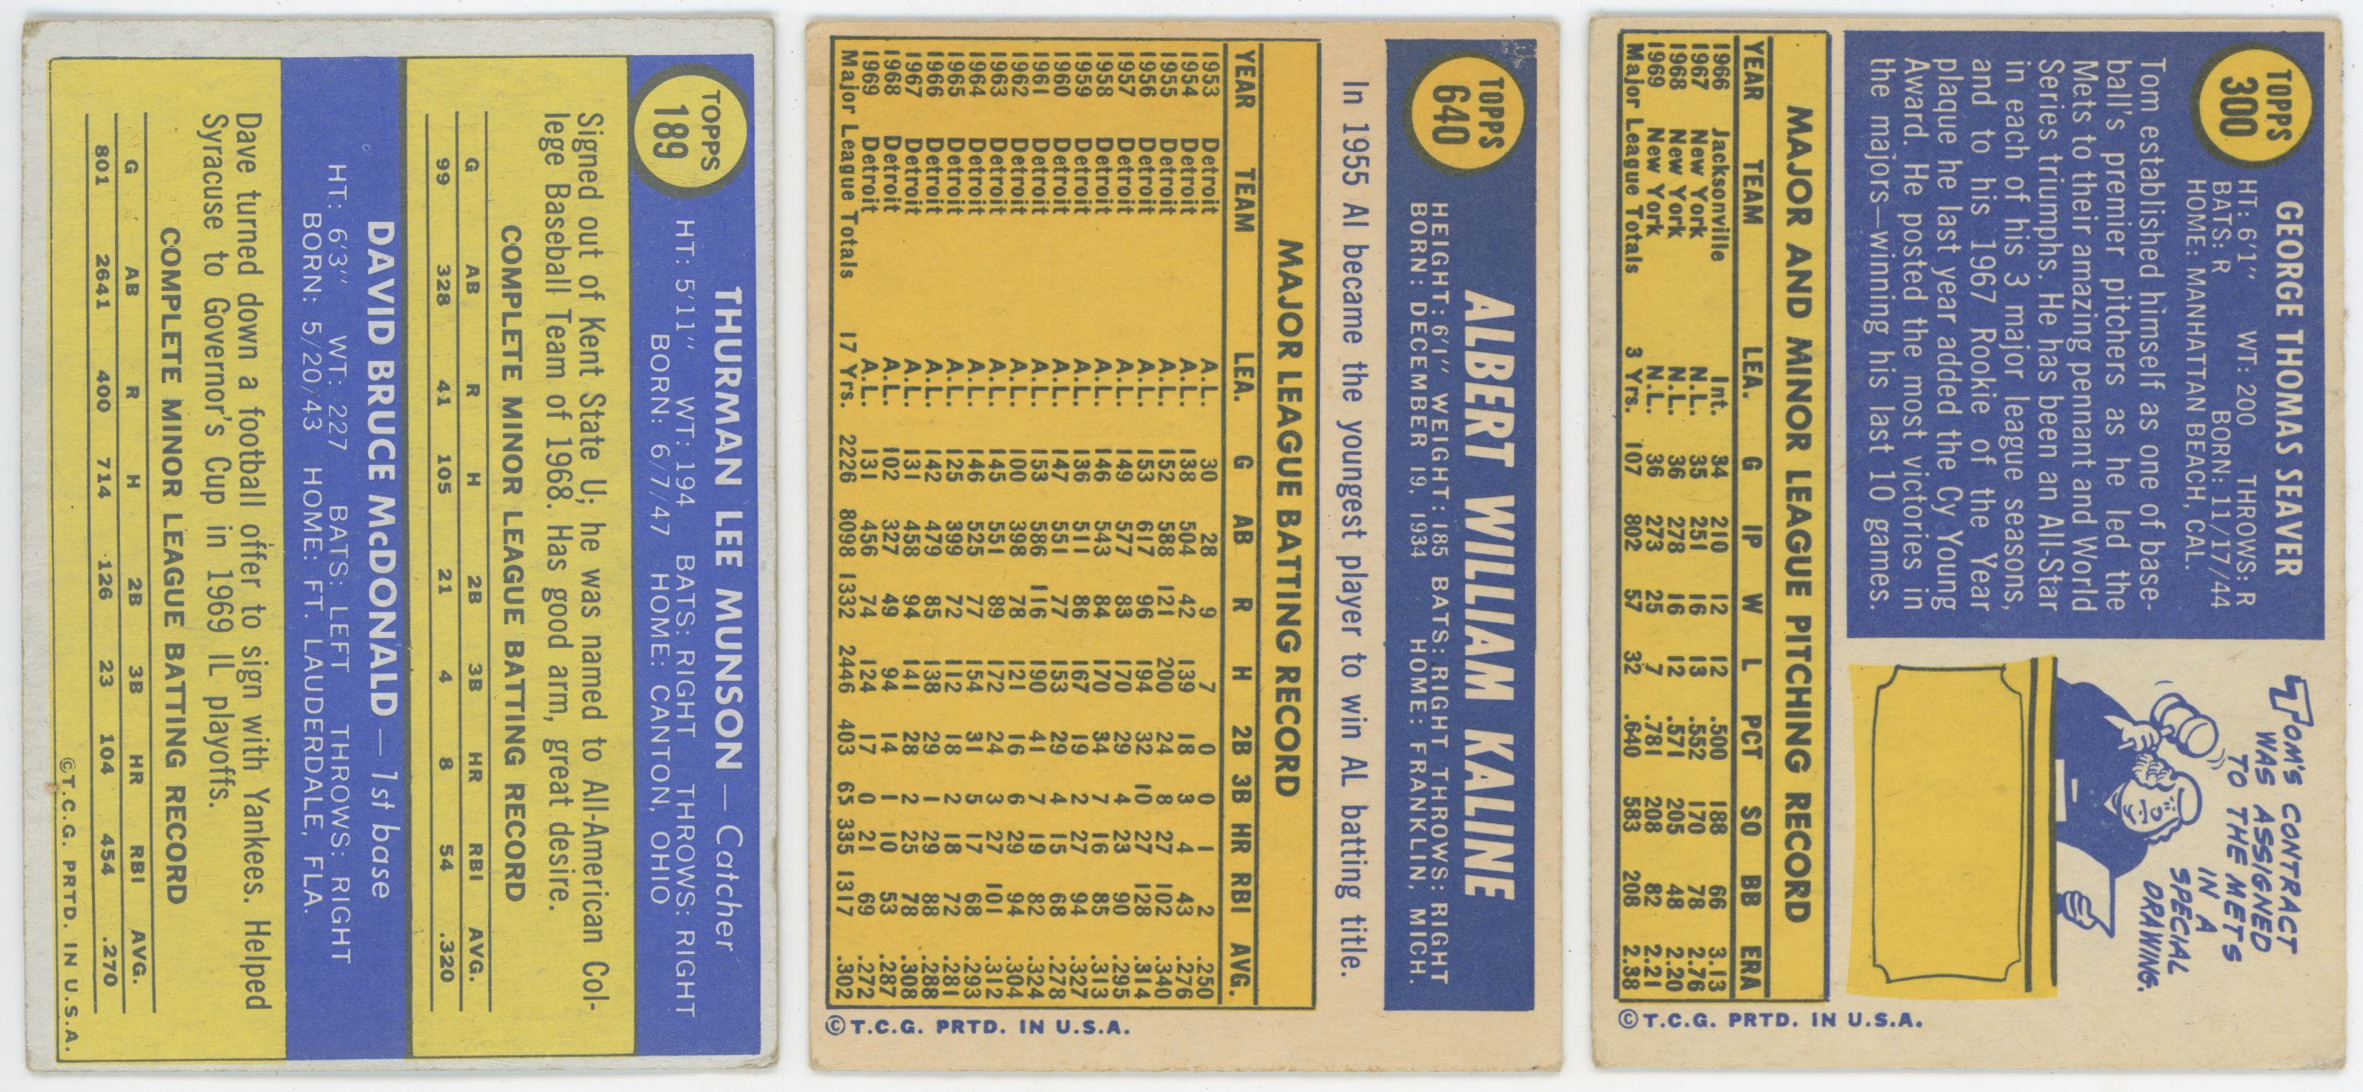 TOPPS
189
THURMAN LEE MUNSON — Catcher
HT: 5'11" WT: 194 BATS: RIGHT THROWS: RIGHT
BORN: 6/7/47 HOME: CANTON, OHIO
Signed out of Kent State U; he was named to All-American Col-
lege Baseball Team of 1968. Has good arm, great desire.
COMPLETE MINOR LEAGUE BATTING RECORD
G AB R H 2B 3B HR RBI AVG.
99 328 41 105 21 4 8 54 .320
DAVID BRUCE McDONALD — 1st base
HT: 6'3" WT: 227 BATS: LEFT THROWS: RIGHT
BORN: 5/20/43 HOME: FT. LAUDERDALE, FLA.
Dave turned down a football offer to sign with Yankees. Helped
Syracuse to Governor's Cup in 1969 IL playoffs.
COMPLETE MINOR LEAGUE BATTING RECORD
G AB R H 2B 3B HR RBI AVG.
801 2641 400 714 126 23 104 454 .270
©T.C.G. PRTD. IN U.S.A.
TOPPS
640
ALBERT WILLIAM KALINE
HEIGHT: 6'1" WEIGHT: 185 BATS: RIGHT THROWS: RIGHT
BORN: DECEMBER 19, 1934 HOME: FRANKLIN, MICH.
In 1955 Al became the youngest player to win AL batting title.
MAJOR LEAGUE BATTING RECORD
YEAR TEAM LEA. G AB R H 2B 3B HR RBI AVG.
1953 Detroit A.L. 30 28 9 7 0 0 1 2 .250
1954 Detroit A.L. 138 504 42 139 18 3 4 43 .276
1955 Detroit A.L. 152 588 121 200 24 8 27 102 .340
1956 Detroit A.L. 153 617 96 194 32 10 27 128 .314
1957 Detroit A.L. 149 577 83 170 29 4 23 90 .295
1958 Detroit A.L. 146 543 84 170 34 7 16 85 .313
1959 Detroit A.L. 136 511 86 167 19 2 27 94 .327
1960 Detroit A.L. 147 551 77 153 29 4 15 68 .278
1961 Detroit A.L. 153 586 116 190 41 7 19 82 .324
1962 Detroit A.L. 100 398 78 121 16 6 29 94 .304
1963 Detroit A.L. 145 551 89 172 24 3 27 101 .312
1964 Detroit A.L. 146 525 77 154 31 5 17 68 .293
1965 Detroit A.L. 125 399 72 112 18 2 18 72 .281
1966 Detroit A.L. 142 479 85 138 29 1 29 88 .288
1967 Detroit A.L. 131 458 94 141 28 2 25 78 .308
1968 Detroit A.L. 102 327 49 94 14 1 10 53 .287
1969 Detroit A.L. 131 456 74 124 17 0 21 69 .272
Major League Totals 17 Yrs. 2226 8098 1332 2446 403 65 335 1317 .302
©T.C.G. PRTD. IN U.S.A.
TOPPS
300
GEORGE THOMAS SEAVER
HT: 6'1" WT: 200 THROWS: R
BATS: R BORN: 11/17/44
HOME: MANHATTAN BEACH, CAL.
Tom established himself as one of base-
ball's premier pitchers as he led the
Mets to their amazing pennant and World
Series triumphs. He has been an All-Star
in each of his 3 major league seasons,
and to his 1967 Rookie of the Year
plaque he last year added the Cy Young
Award. He posted the most victories in
the majors—winning his last 10 games.
TOM'S CONTRACT
WAS ASSIGNED
TO THE METS
IN A
SPECIAL
DRAWING.
MAJOR AND MINOR LEAGUE PITCHING RECORD
YEAR TEAM LEA. G IP W L PCT SO BB ERA
1966 Jacksonville Int. 34 210 12 12 .500 188 66 3.13
1967 New York N.L. 35 251 16 13 .552 170 78 2.76
1968 New York N.L. 36 278 16 12 .571 205 48 2.20
1969 New York N.L. 36 273 25 7 .781 208 82 2.21
Major League Totals 3 Yrs. 107 802 57 32 .640 583 208 2.38
©T.C.G. PRTD. IN U.S.A.